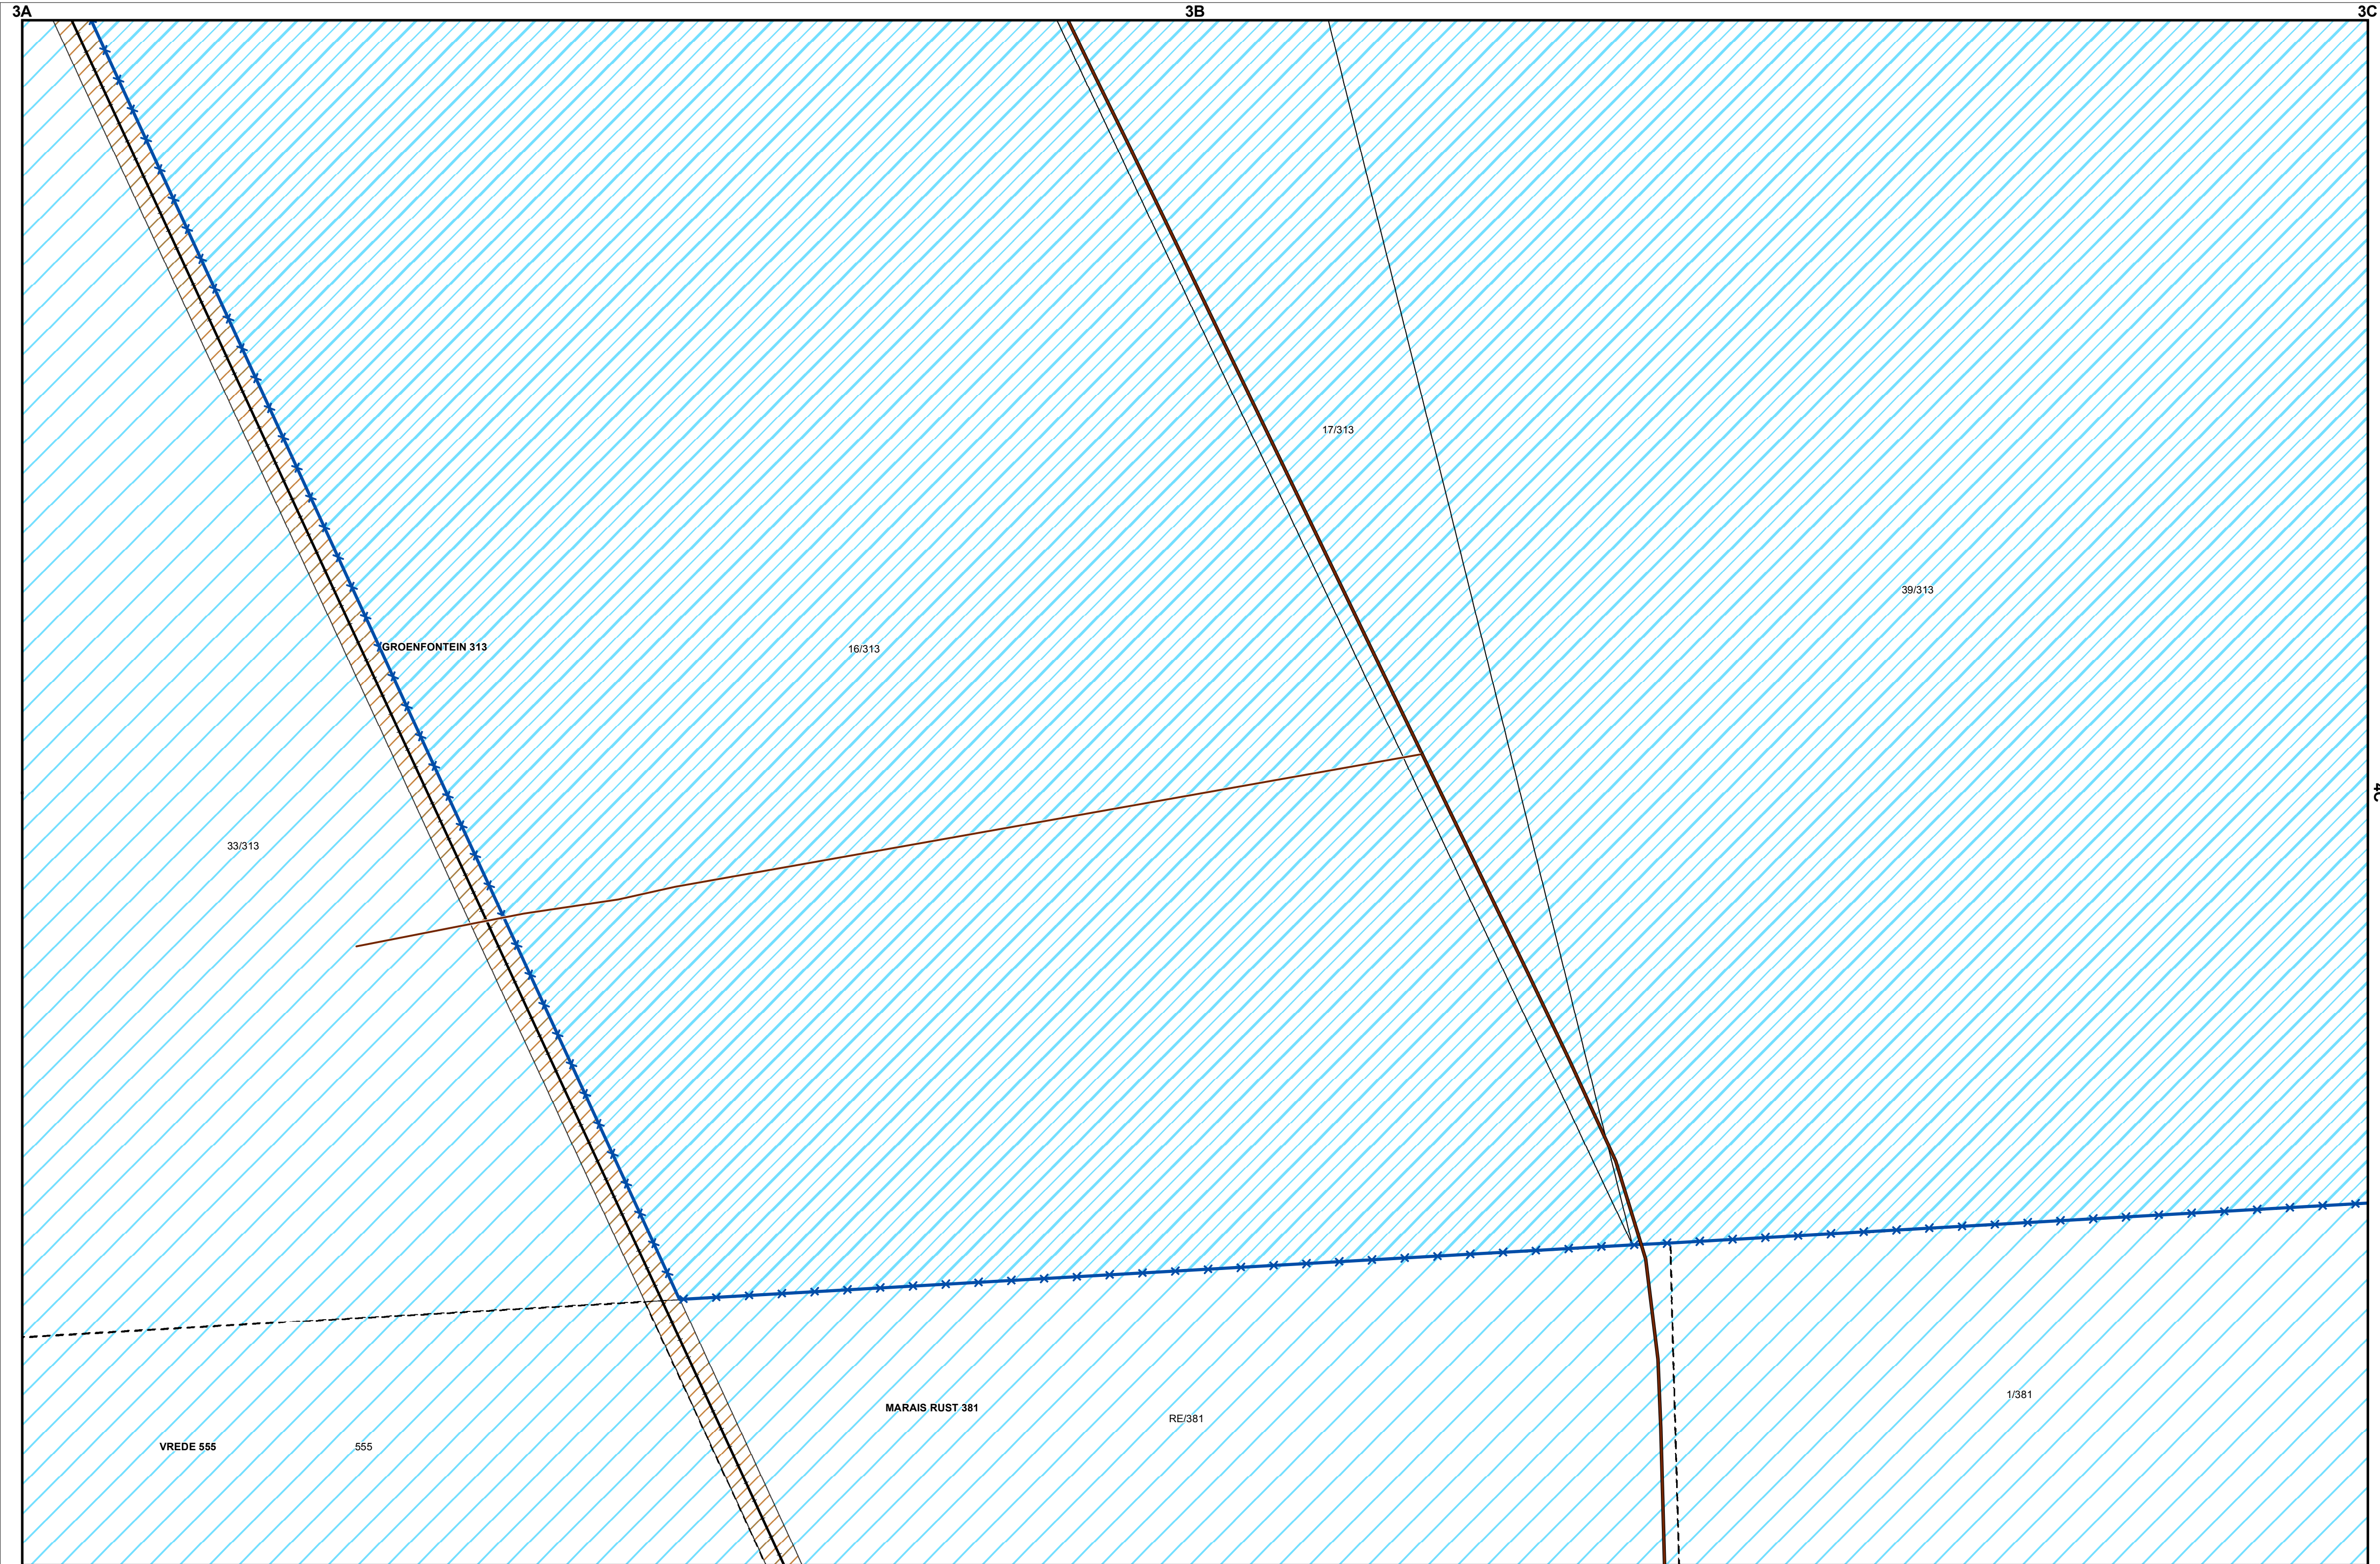 3A
3B
3C
17/313
39/313
GROENFONTEIN 313
16/313
4C
33/313
1/381
MARAIS RUST 381
RE/381
VREDE 555
555